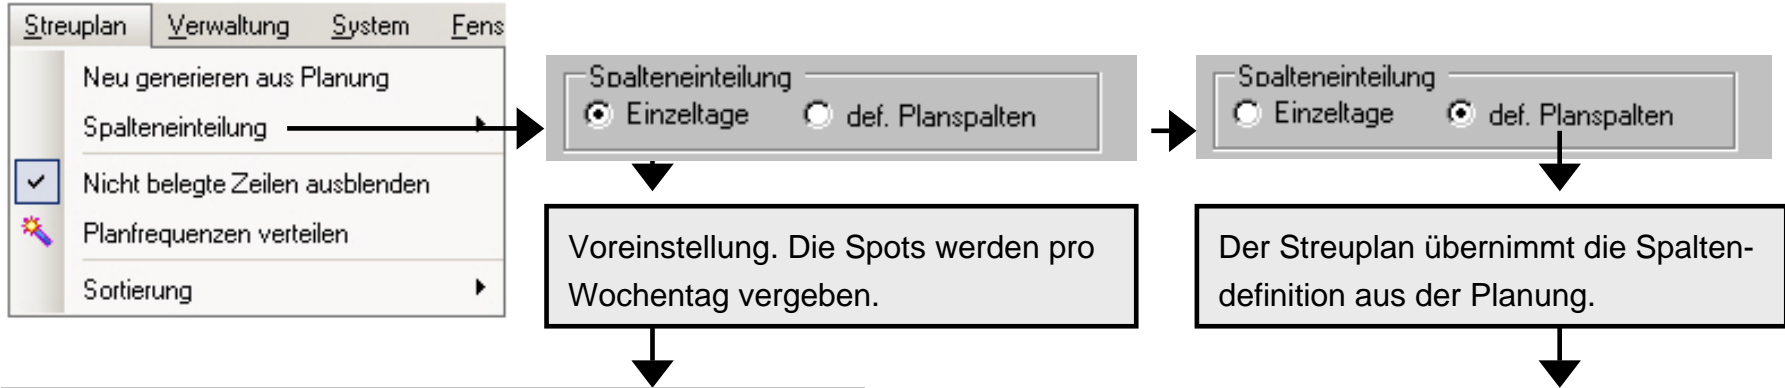 Streuplan Verwaltung System Fens
Neu generieren aus Planung
Spalteneinteilung
Nicht belegte Zeilen ausblenden
Planfrequenzen verteilen
Sortierung
Spalteneinteilung
Einzeltage def. Planspalten
Voreinstellung. Die Spots werden pro
Wochentag vergeben.
Spalteneinteilung
Einzeltage def. Planspalten
Der Streuplan übernimmt die Spalten-
definition aus der Planung.